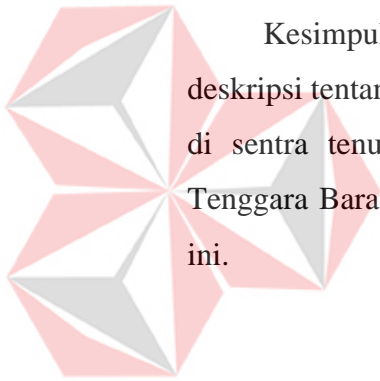 Kesimpul
deskripsi tentan
di sentra tenu
Tenggara Bara
ini.